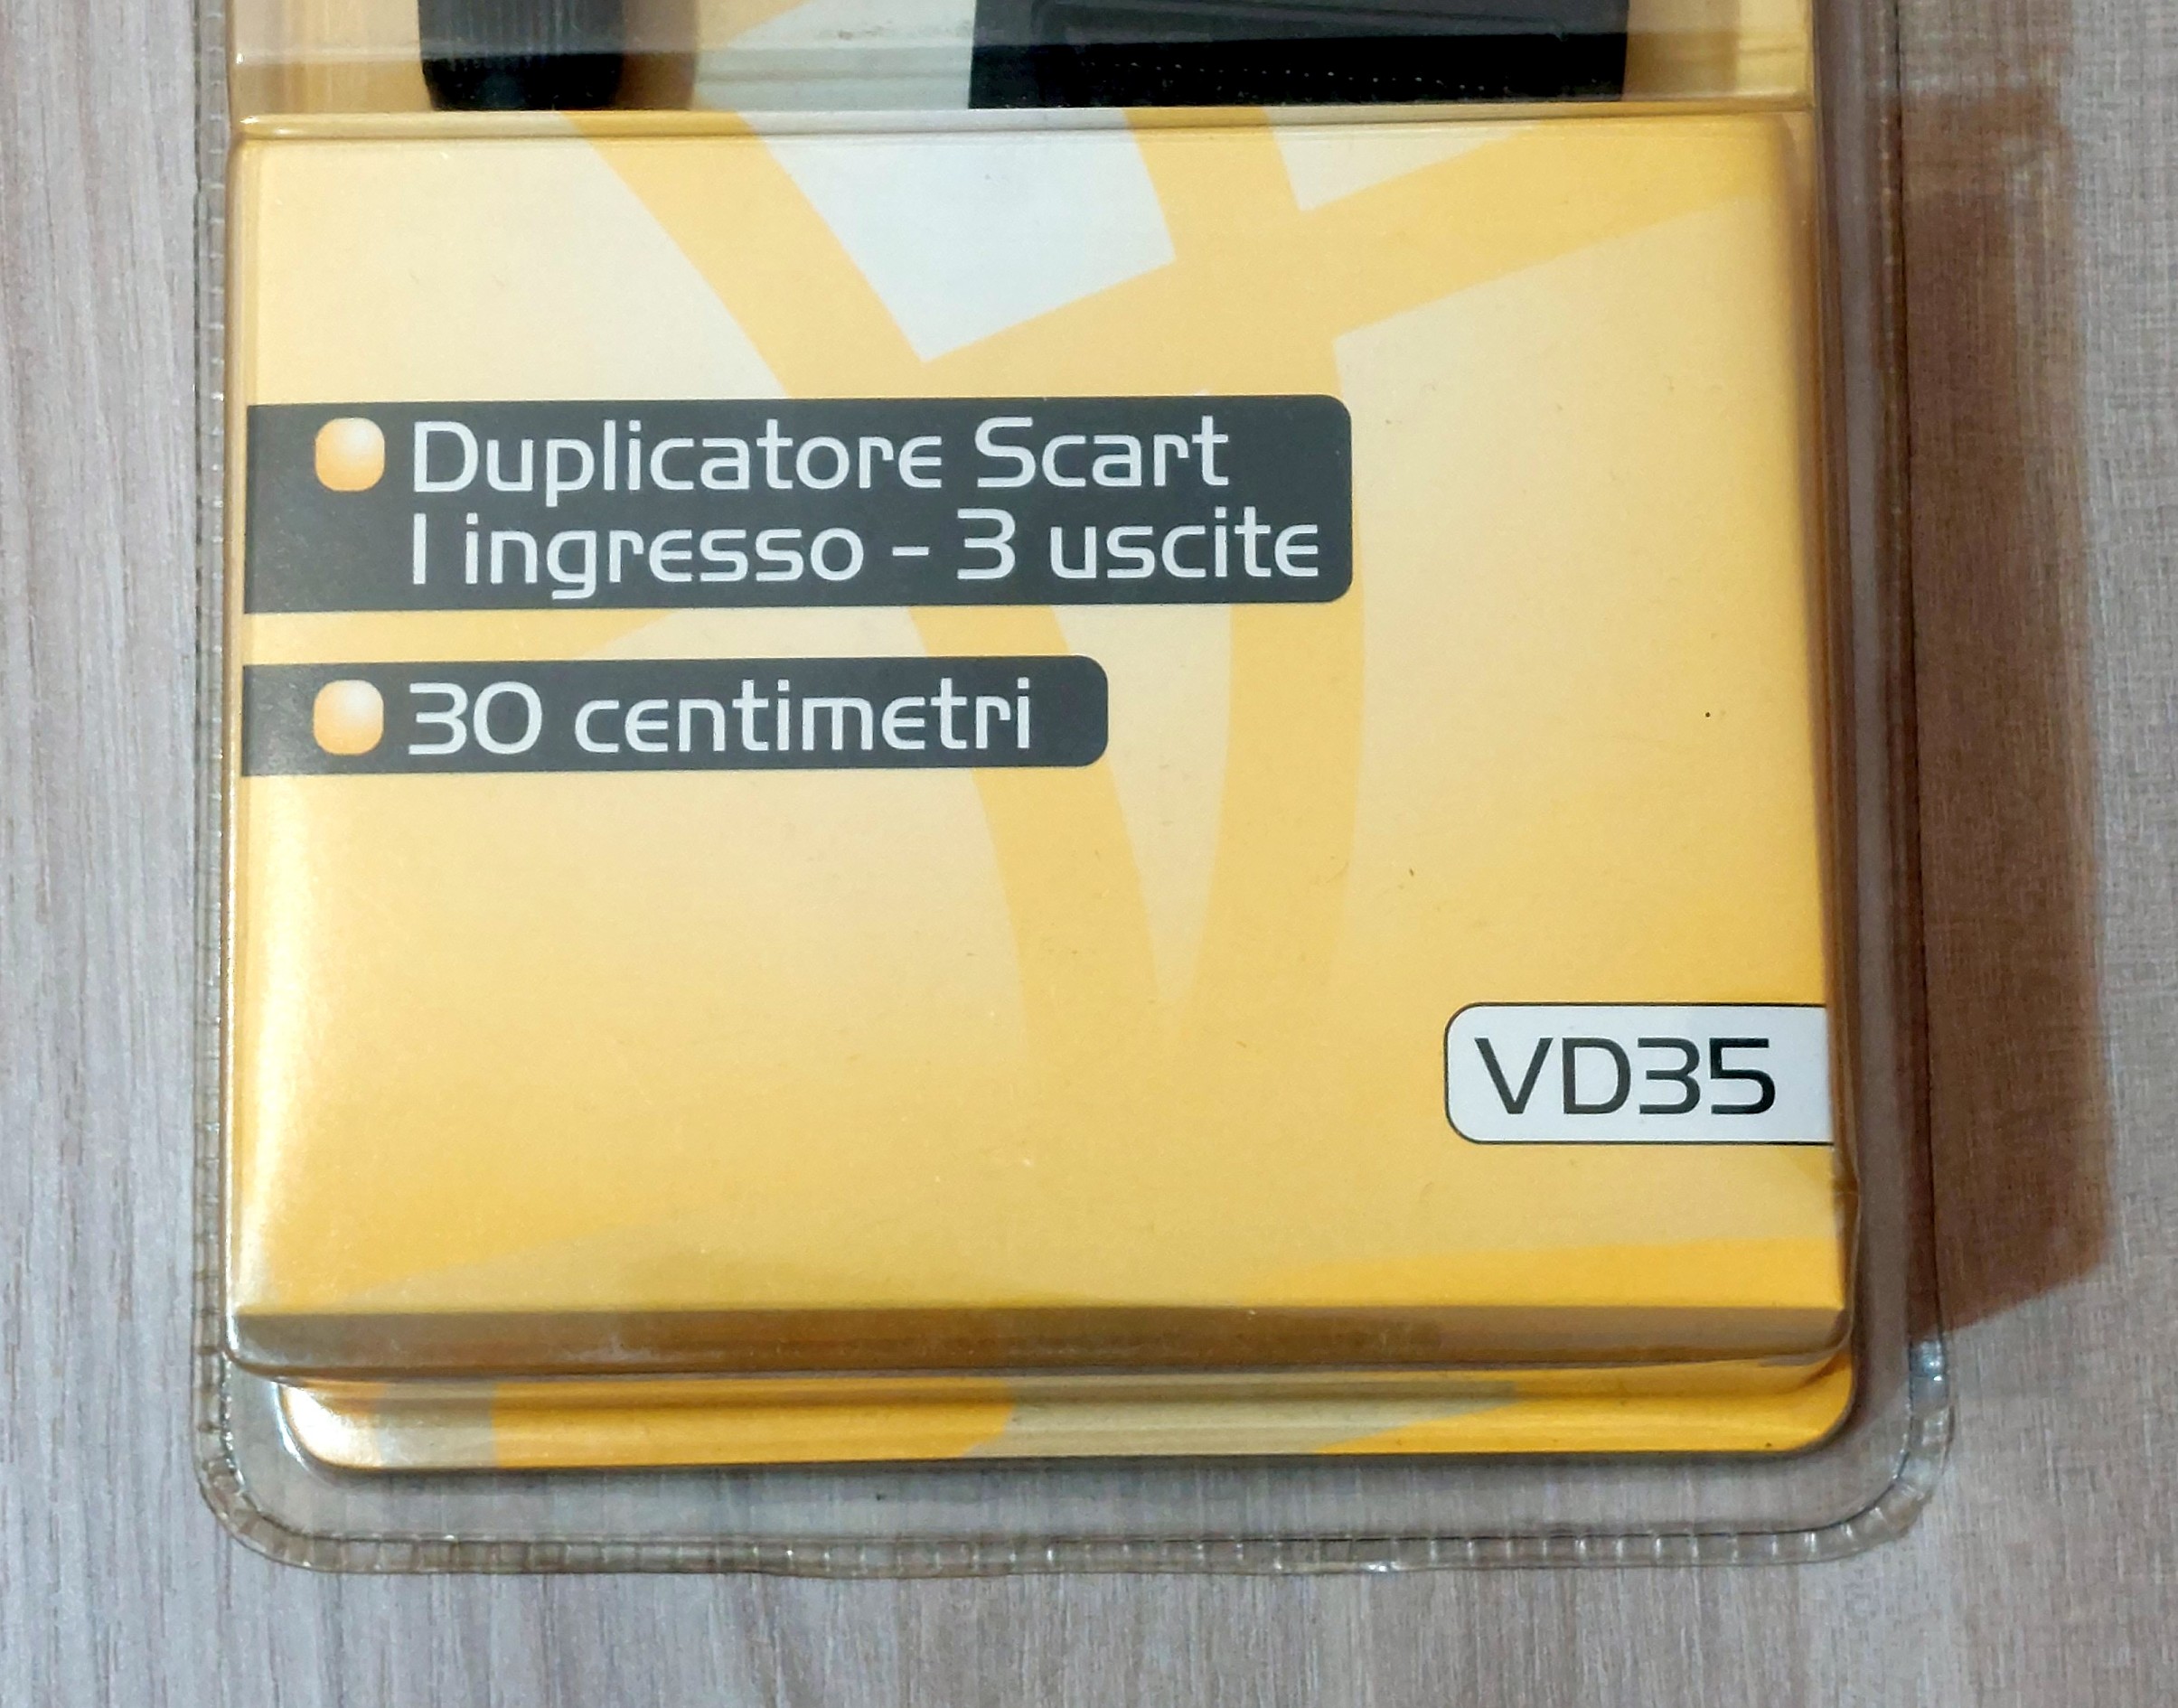 Duplicatore Scart
1 ingresso - 3 uscite
30 centimetri
VD35